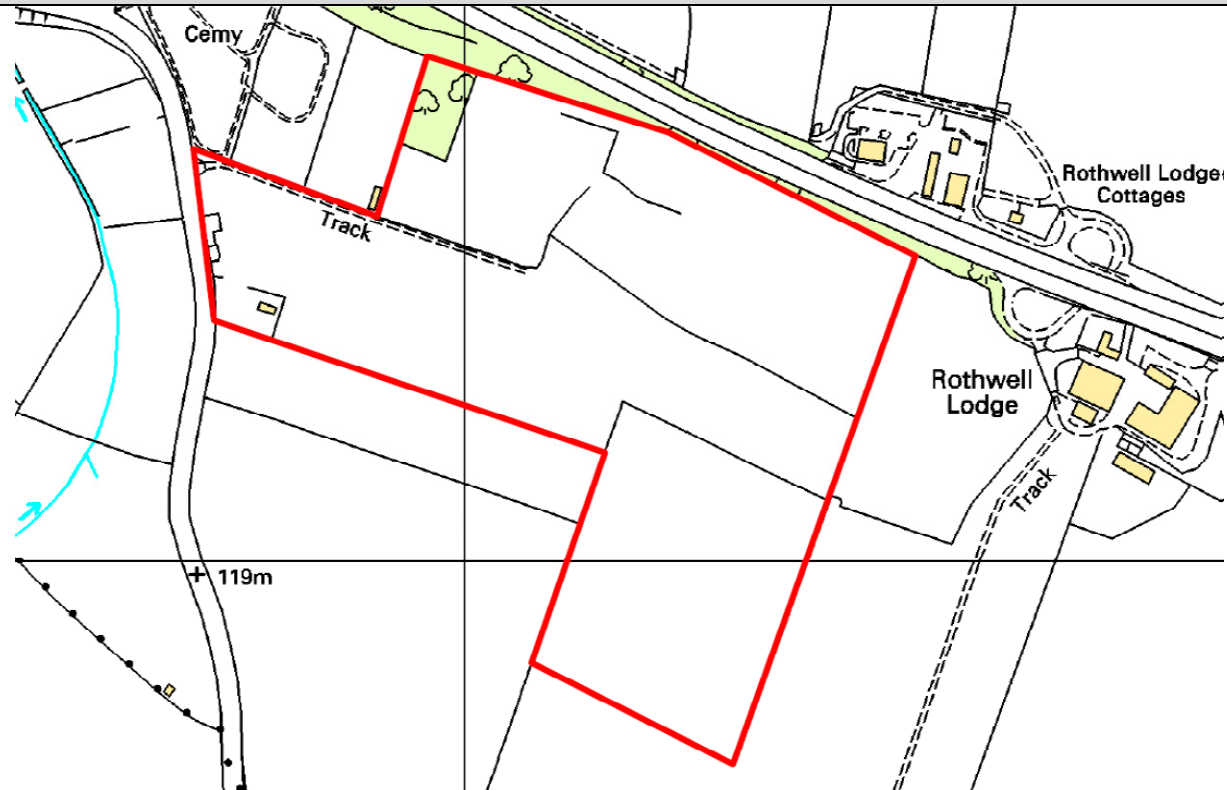 Cemy
Rothwell Lodge
Cottages
Track
Rothwell
Lodge
Track
119m